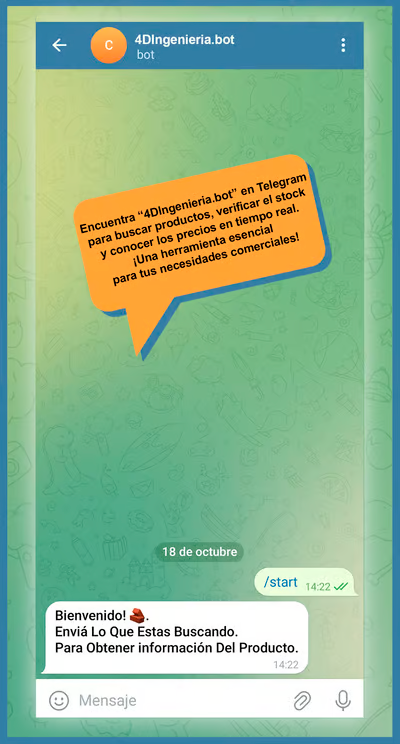 4DIngenieria.bot
C
bot
Encuentra “4DIngenieria.bot” en Telegram
para buscar productos, verificar el stock
y conocer los precios en tiempo real.
¡Una herramienta esencial
para tus necesidades comerciales!
18 de octubre
/start 14:22
Bienvenido! .
Enviá Lo Que Estas Buscando.
Para Obtener información Del Producto.
14:22
Mensaje